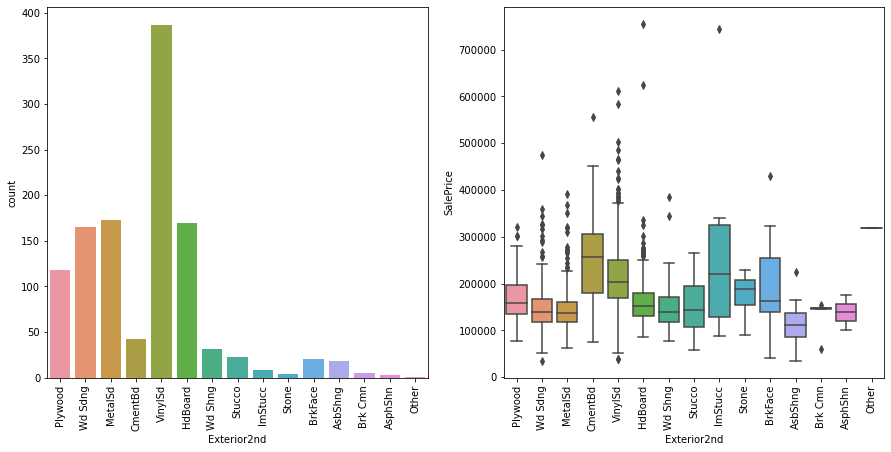 400
350
300
250
200
150
100
50
0
count
Plywood
Wd Sdng
MetalSd
CmentBd
VinylSd
HdBoard
Wd Shng
Stucco
ImStucc
Stone
BrkFace
AsbShng
Brk Cmn
AsphShn
Other
Exterior2nd
700000
600000
500000
400000
300000
200000
100000
0
SalePrice
Plywood
Wd Sdng
MetalSd
CmentBd
VinylSd
HdBoard
Wd Shng
Stucco
ImStucc
Stone
BrkFace
AsbShng
Brk Cmn
AsphShn
Other
Exterior2nd